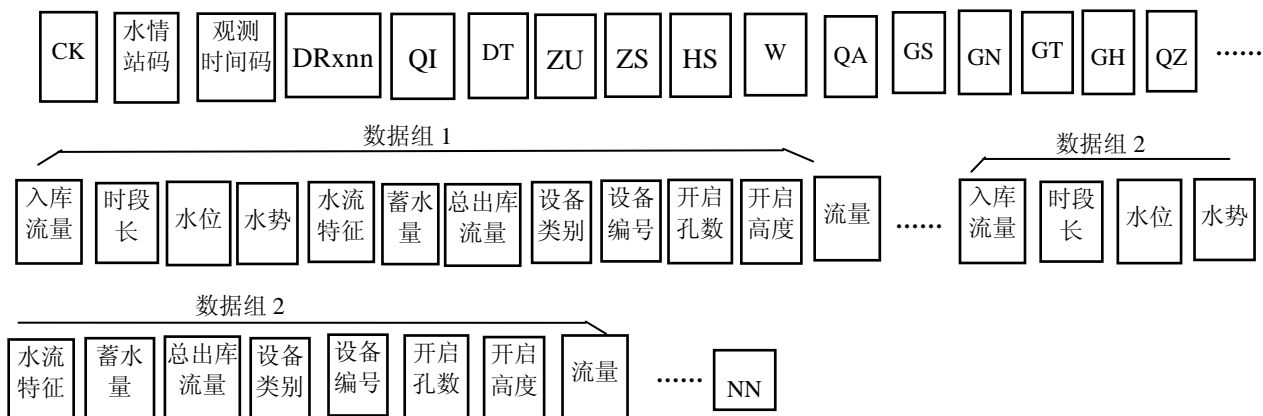 CK 水情站码 观测时间码 DRxnn QI DT ZU ZS HS W QA GS GN GT GH QZ ……
数据组 1 数据组 2
入库流量 时段长 水位 水势 水流特征 蓄水量 总出库流量 设备类别 设备编号 开启孔数 开启高度 流量 …… 入库流量 时段长 水位 水势
数据组 2
水流特征 蓄水量 总出库流量 设备类别 设备编号 开启孔数 开启高度 流量 …… NN